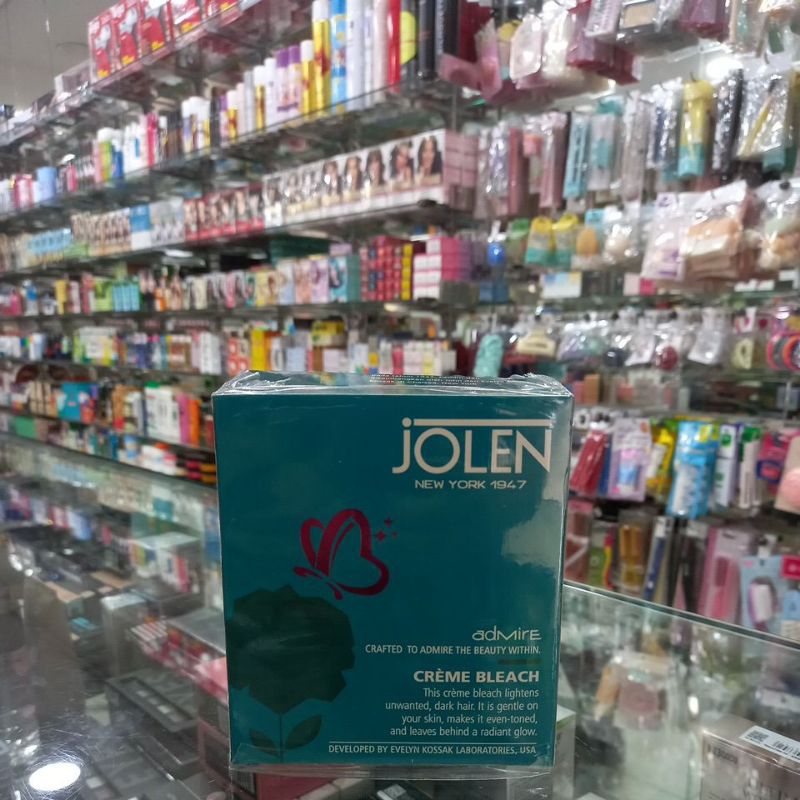 JOLEN
NEW YORK 1947
admire
CRAFTED TO ADMIRE THE BEAUTY WITHIN.
CRÈME BLEACH
This crème bleach lightens
unwanted, dark hair. It is gentle on
your skin, makes it even-toned,
and leaves behind a radiant glow.
DEVELOPED BY EVELYN KOSSAK LABORATORIES, USA